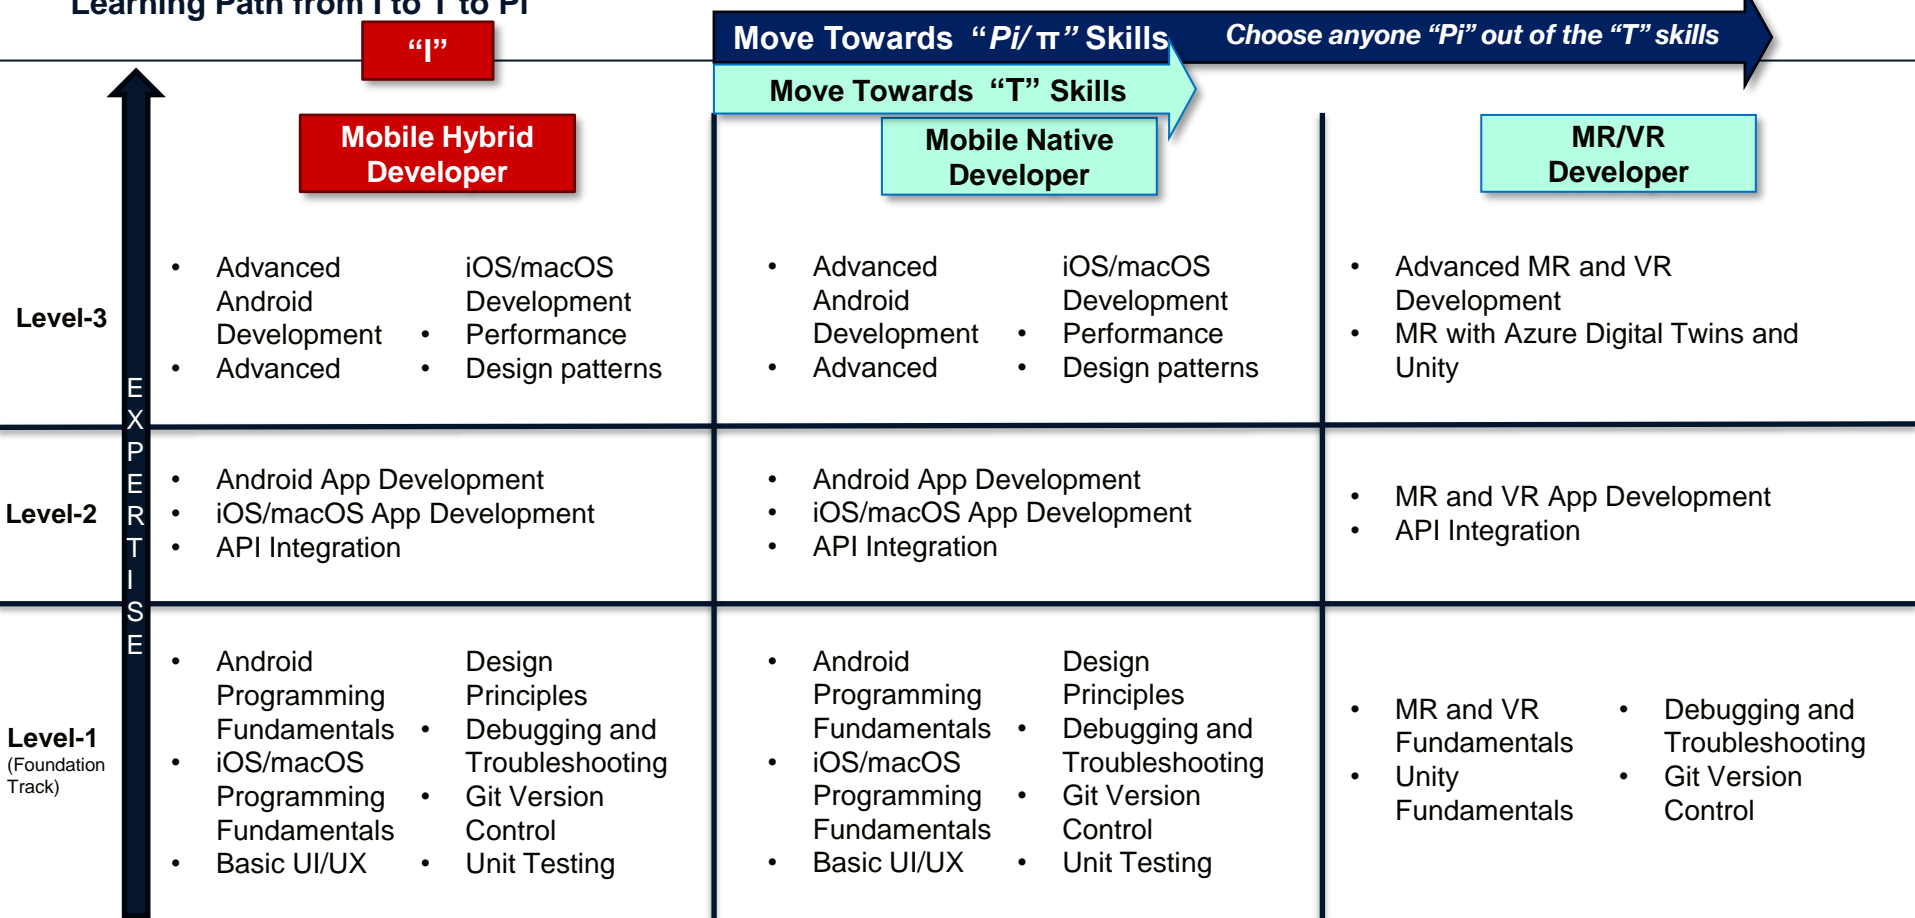 Learning Path from I to T to Pi
“I”
Move Towards “Pi/π” Skills
Choose anyone “Pi” out of the “T” skills
Move Towards “T” Skills
Mobile Hybrid
Developer
Mobile Native
Developer
MR/VR
Developer
EXPERTISE
Level-3
• Advanced
Android
Development
• Advanced
iOS/macOS
Development
• Performance
• Design patterns
• Advanced
Android
Development
• Advanced
iOS/macOS
Development
• Performance
• Design patterns
• Advanced MR and VR
Development
• MR with Azure Digital Twins and
Unity
Level-2
• Android App Development
• iOS/macOS App Development
• API Integration
• Android App Development
• iOS/macOS App Development
• API Integration
• MR and VR App Development
• API Integration
Level-1
(Foundation
Track)
• Android
Programming
Fundamentals
• iOS/macOS
Programming
Fundamentals
• Basic UI/UX
Design
Principles
• Debugging and
Troubleshooting
• Git Version
Control
• Unit Testing
• Android
Programming
Fundamentals
• iOS/macOS
Programming
Fundamentals
• Basic UI/UX
Design
Principles
• Debugging and
Troubleshooting
• Git Version
Control
• Unit Testing
• MR and VR
Fundamentals
• Unity
Fundamentals
• Debugging and
Troubleshooting
• Git Version
Control